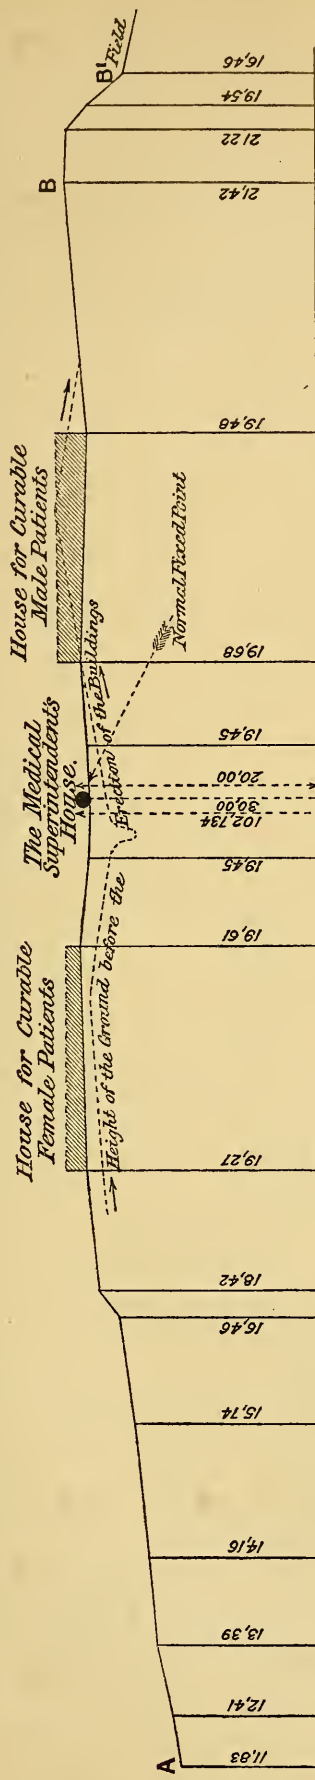 House for Curable
Female Patients
The Medical
Superintendent's
House.
House for Curable
Male Patients
A
B
B¹
Field
Height of the Ground before the
Erection of the Buildings
Normal Fixed Point
11,83
12,41
13,39
14,16
15,74
16,46
18,42
19,27
19,61
19,45
102,734
30,00
20,00
19,45
19,68
19,48
21,42
2122
19,54
16,46